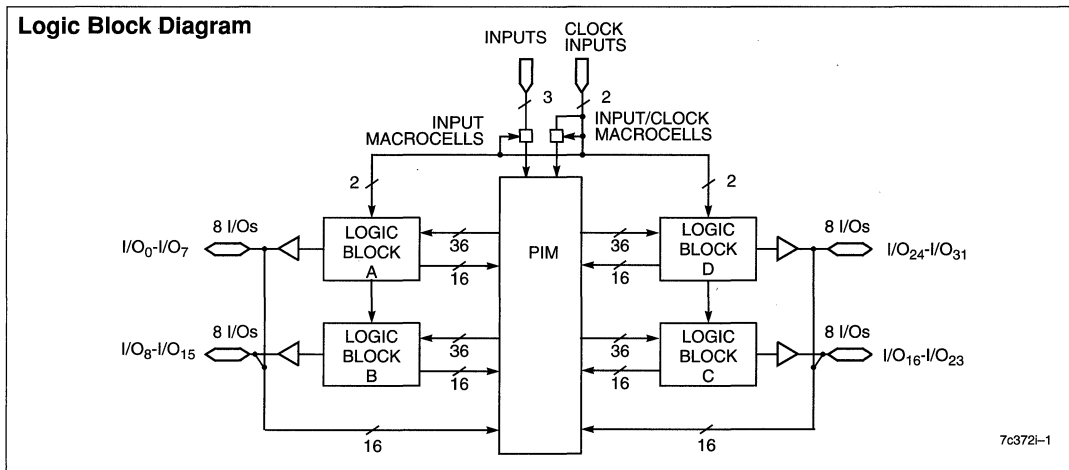 Logic Block Diagram
INPUTS
CLOCK
INPUTS
3
2
INPUT
MACROCELLS
INPUT/CLOCK
MACROCELLS
2
2
8 I/Os
I/O0-I/O7
LOGIC
BLOCK
A
36
16
PIM
36
16
LOGIC
BLOCK
D
8 I/Os
I/O24-I/O31
8 I/Os
I/O8-I/O15
LOGIC
BLOCK
B
36
16
36
16
LOGIC
BLOCK
C
8 I/Os
I/O16-I/O23
16
16
7c372i–1